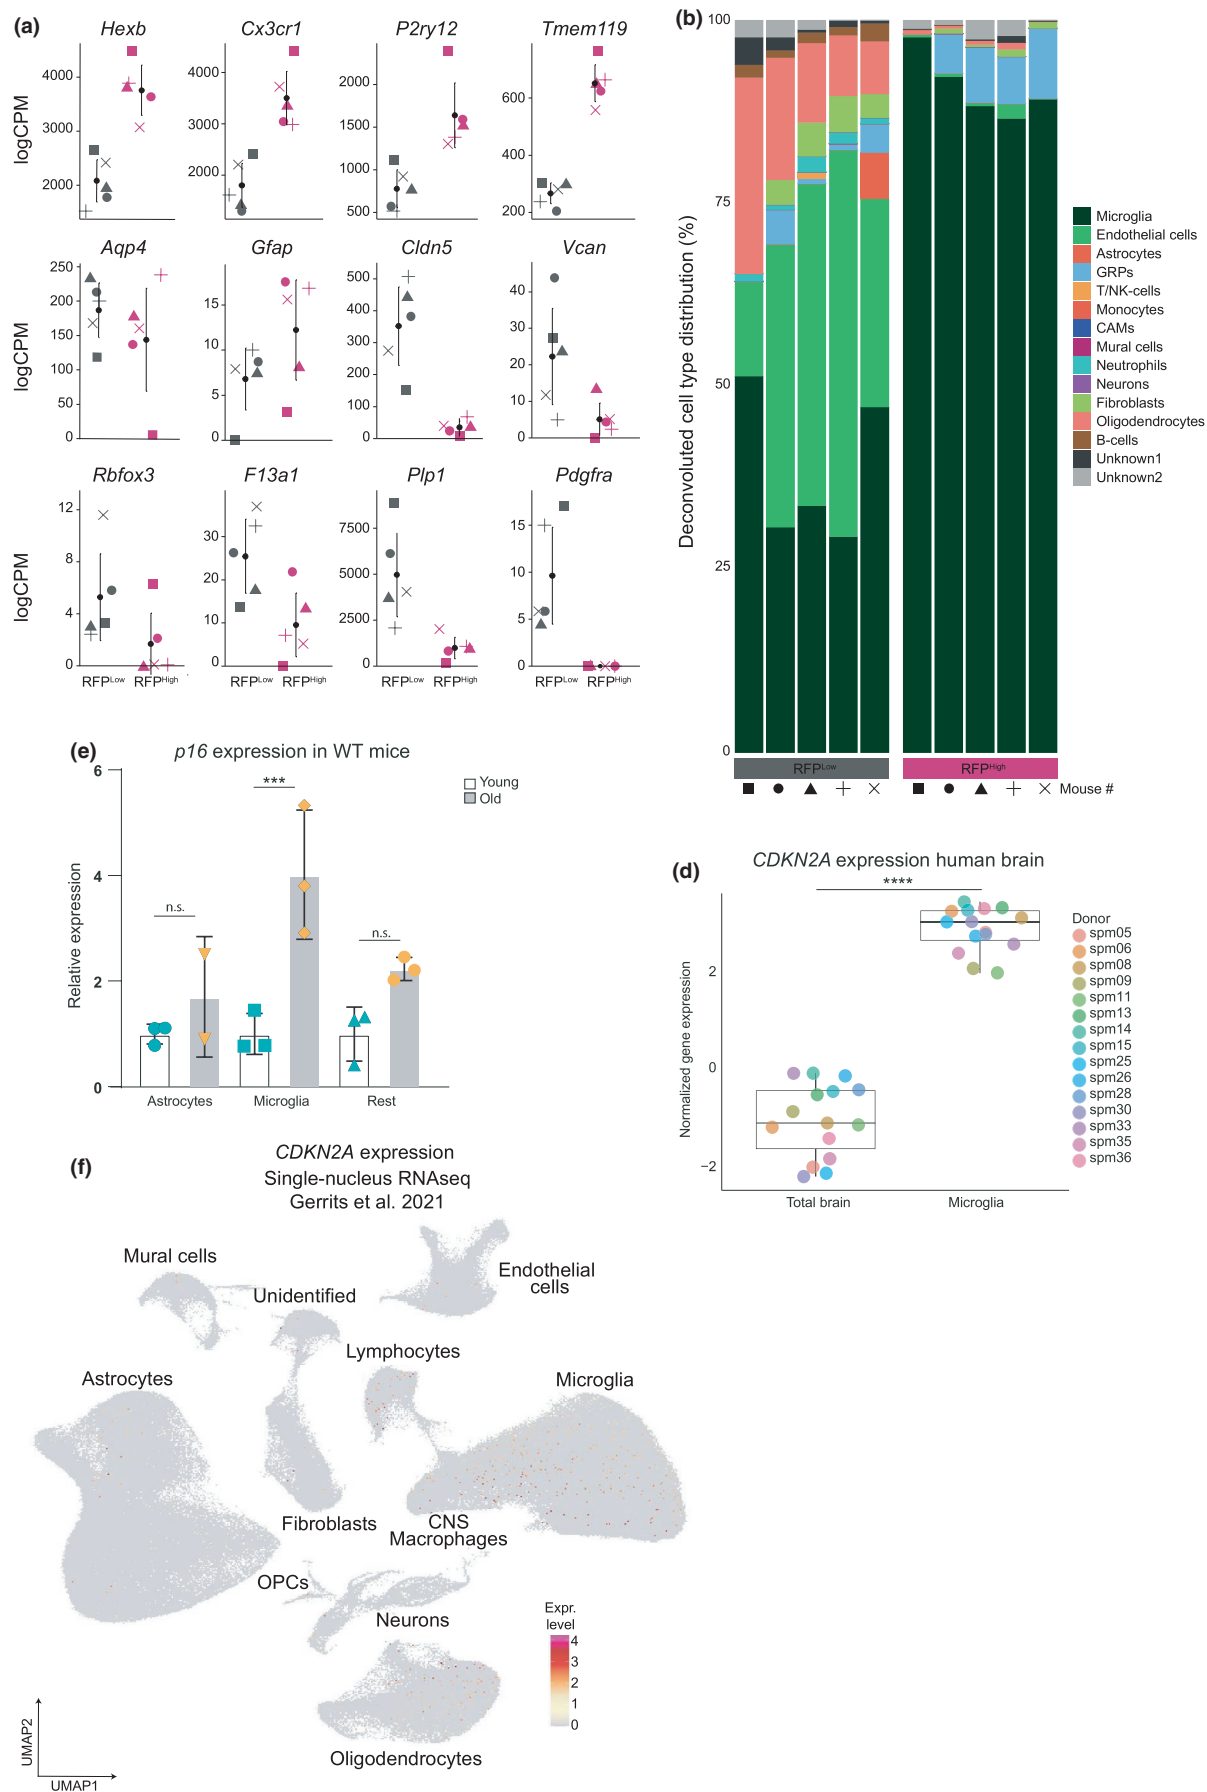 (a)
Hexb
Cx3cr1
P2ry12
Tmem119
logCPM
4000
3000
2000
4000
3000
2000
2000
1500
1000
500
600
400
200
Aqp4
Gfap
Cldn5
Vcan
logCPM
250
200
150
100
50
0
15
10
5
0
500
400
300
200
100
0
40
30
20
10
0
Rbfox3
F13a1
Plp1
Pdgfra
logCPM
12
8
4
0
30
20
10
0
7500
5000
2500
0
15
10
5
0
RFPLow RFPHigh
RFPLow RFPHigh
RFPLow RFPHigh
RFPLow RFPHigh
(b)
Deconvoluted cell type distribution (%)
100
75
50
25
0
RFPLow
RFPHigh
Mouse #
Microglia
Endothelial cells
Astrocytes
GRPs
T/NK-cells
Monocytes
CAMs
Mural cells
Neutrophils
Neurons
Fibroblasts
Oligodendrocytes
B-cells
Unknown1
Unknown2
(e)
p16 expression in WT mice
Young
Old
Relative expression
6
4
2
0
n.s.
***
n.s.
Astrocytes
Microglia
Rest
(d)
CDKN2A expression human brain
****
Normalized gene expression
2
0
−2
Total brain
Microglia
Donor
spm05
spm06
spm08
spm09
spm11
spm13
spm14
spm15
spm25
spm26
spm28
spm30
spm33
spm35
spm36
(f)
CDKN2A expression
Single-nucleus RNAseq
Gerrits et al. 2021
Mural cells
Endothelial
cells
Unidentified
Lymphocytes
Astrocytes
Microglia
Fibroblasts
CNS
Macrophages
OPCs
Neurons
Oligodendrocytes
Expr.
level
4
3
2
1
0
UMAP2
UMAP1